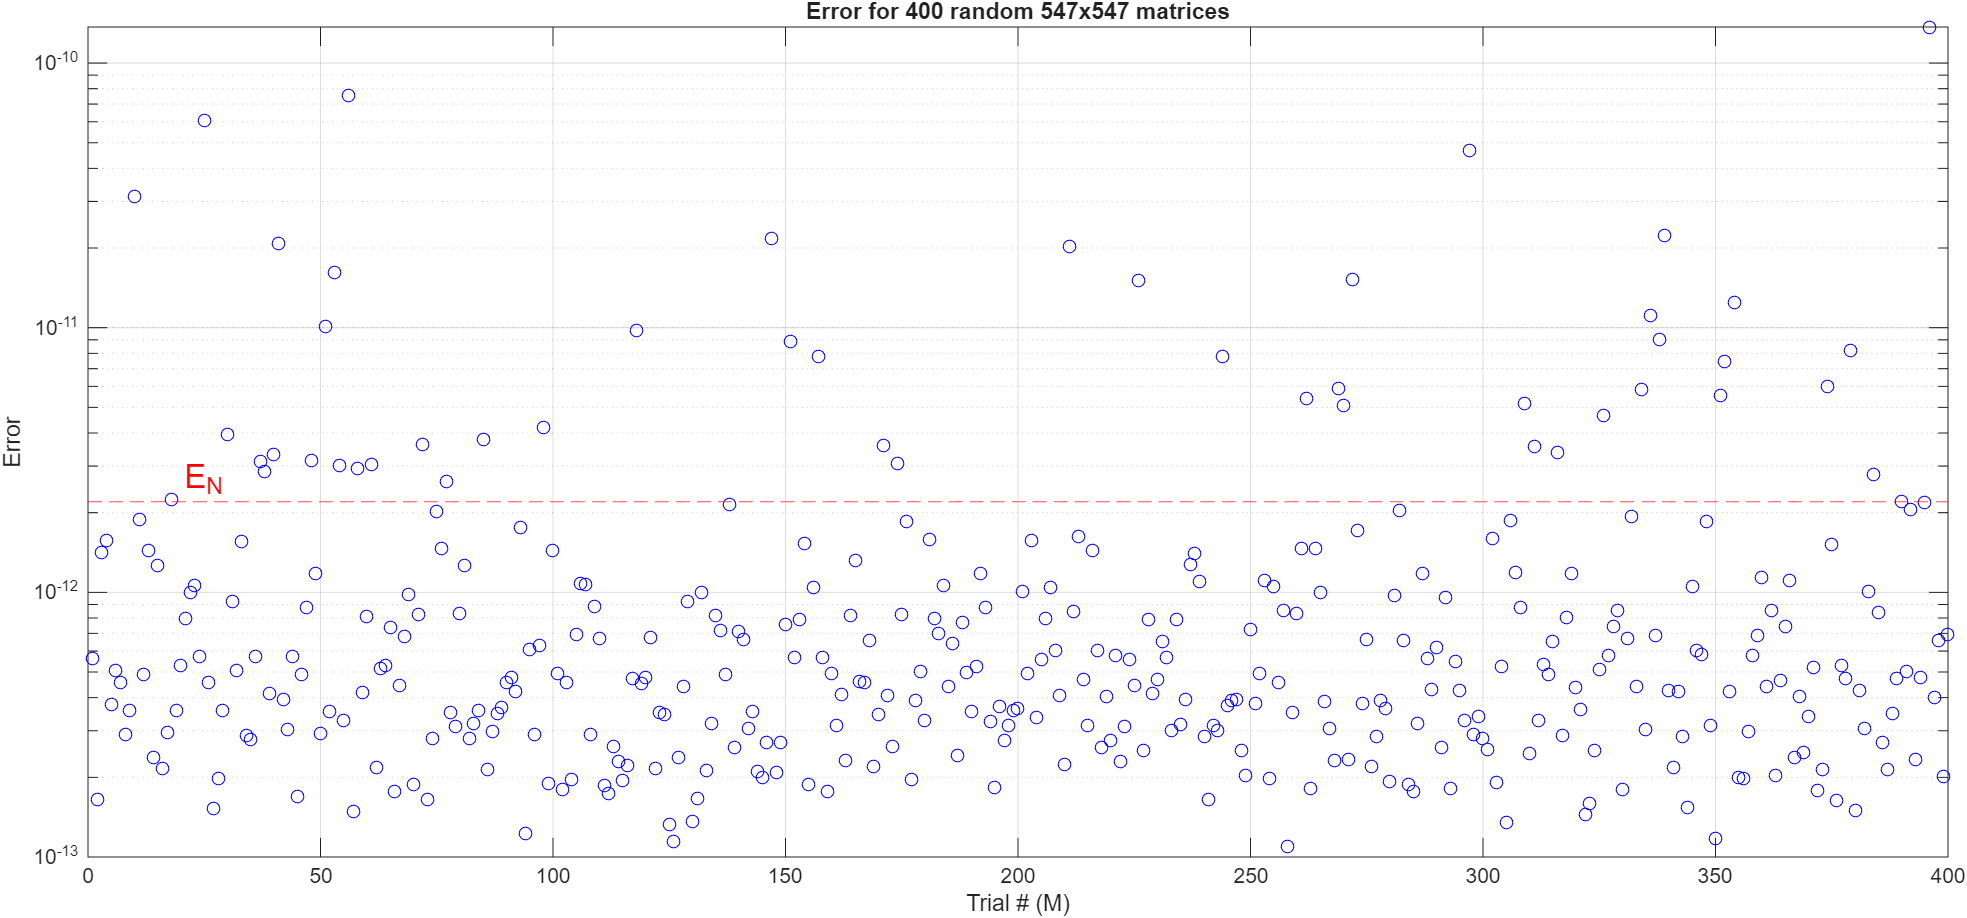 Error for 400 random 547x547 matrices
Error
10^-10
10^-11
10^-12
10^-13
E_N
0 50 100 150 200 250 300 350 400
Trial # (M)